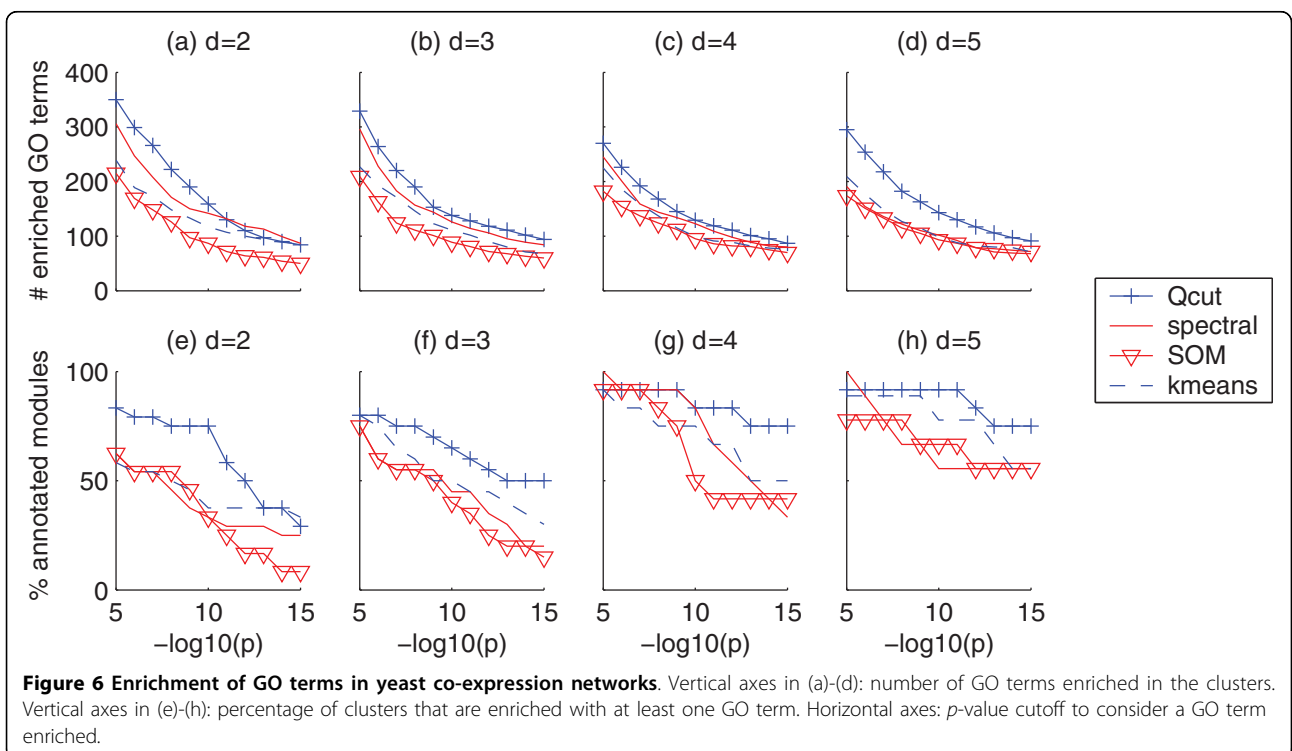 (a) d=2
(b) d=3
(c) d=4
(d) d=5
# enriched GO terms
400
300
200
100
0
Qcut
spectral
SOM
kmeans
(e) d=2
(f) d=3
(g) d=4
(h) d=5
% annotated modules
100
50
0
5 10 15
5 10 15
5 10 15
5 10 15
−log10(p)
−log10(p)
−log10(p)
−log10(p)
Figure 6 Enrichment of GO terms in yeast co-expression networks. Vertical axes in (a)-(d): number of GO terms enriched in the clusters.
Vertical axes in (e)-(h): percentage of clusters that are enriched with at least one GO term. Horizontal axes: p-value cutoff to consider a GO term
enriched.